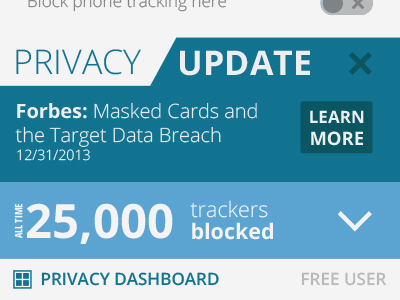 Block phone tracking here
PRIVACY UPDATE
Forbes: Masked Cards and
the Target Data Breach
12/31/2013
LEARN
MORE
ALL TIME
25,000
trackers
blocked
PRIVACY DASHBOARD
FREE USER